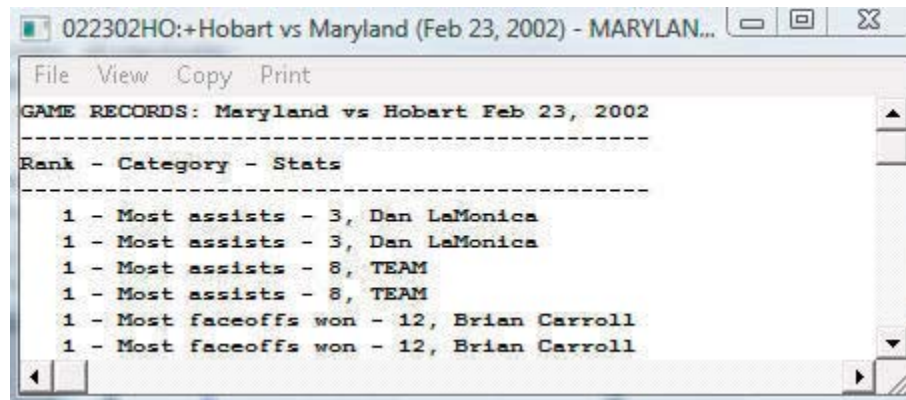 022302HO:+Hobart vs Maryland (Feb 23, 2002) - MARYLAN...
File View Copy Print
GAME RECORDS: Maryland vs Hobart Feb 23, 2002
---------------------------------------------
Rank - Category - Stats
---------------------------------------------
1 - Most assists - 3, Dan LaMonica
1 - Most assists - 3, Dan LaMonica
1 - Most assists - 8, TEAM
1 - Most assists - 8, TEAM
1 - Most faceoffs won - 12, Brian Carroll
1 - Most faceoffs won - 12, Brian Carroll